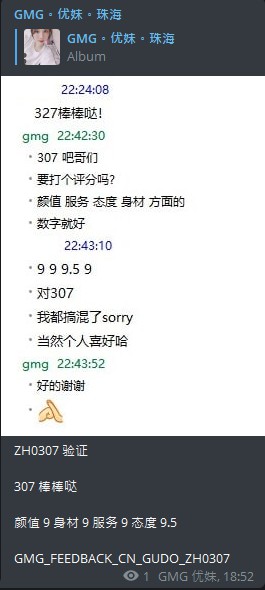 GMG • 优妹 • 珠海
GMG • 优妹 • 珠海
Album
22:24:08
327棒棒哒!
gmg 22:42:30
• 307 吧哥们
• 要打个评分吗?
• 颜值 服务 态度 身材 方面的
• 数字就好
22:43:10
• 9 9 9.5 9
• 对307
• 我都搞混了sorry
• 当然个人喜好哈
gmg 22:43:52
• 好的谢谢
ZH0307 验证
307 棒棒哒
颜值 9 身材 9 服务 9 态度 9.5
GMG_FEEDBACK_CN_GUDO_ZH0307
1 GMG 优妹, 18:52